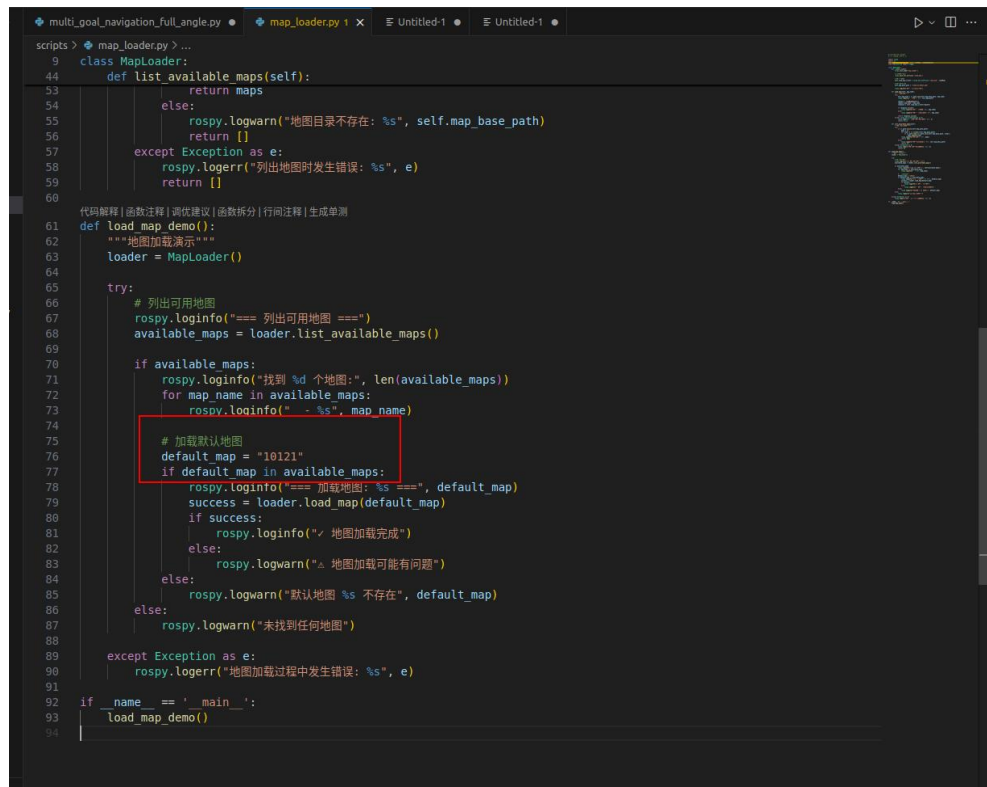 multi_goal_navigation_full_angle.py ● map_loader.py 1 × Untitled-1 ● Untitled-1 ●
scripts > map_loader.py > ...
9 class MapLoader:
44 def list_available_maps(self):
53 return maps
54 else:
55 rospy.logwarn("地图目录不存在: %s", self.map_base_path)
56 return []
57 except Exception as e:
58 rospy.logerr("列出地图时发生错误: %s", e)
59 return []
60
代码解释 | 函数注释 | 调优建议 | 函数拆分 | 行间注释 | 生成单测
61 def load_map_demo():
62 """地图加载演示"""
63 loader = MapLoader()
64
65 try:
66 # 列出可用地图
67 rospy.loginfo("=== 列出可用地图 ===")
68 available_maps = loader.list_available_maps()
69
70 if available_maps:
71 rospy.loginfo("找到 %d 个地图:", len(available_maps))
72 for map_name in available_maps:
73 rospy.loginfo("  - %s", map_name)
74
75 # 加载默认地图
76 default_map = "10121"
77 if default_map in available_maps:
78 rospy.loginfo("=== 加载地图: %s ===", default_map)
79 success = loader.load_map(default_map)
80 if success:
81 rospy.loginfo("✓ 地图加载完成")
82 else:
83 rospy.logwarn("⚠ 地图加载可能有问题")
84 else:
85 rospy.logwarn("默认地图 %s 不存在", default_map)
86 else:
87 rospy.logwarn("未找到任何地图")
88
89 except Exception as e:
90 rospy.logerr("地图加载过程中发生错误: %s", e)
91
92 if __name__ == '__main__':
93 load_map_demo()
94